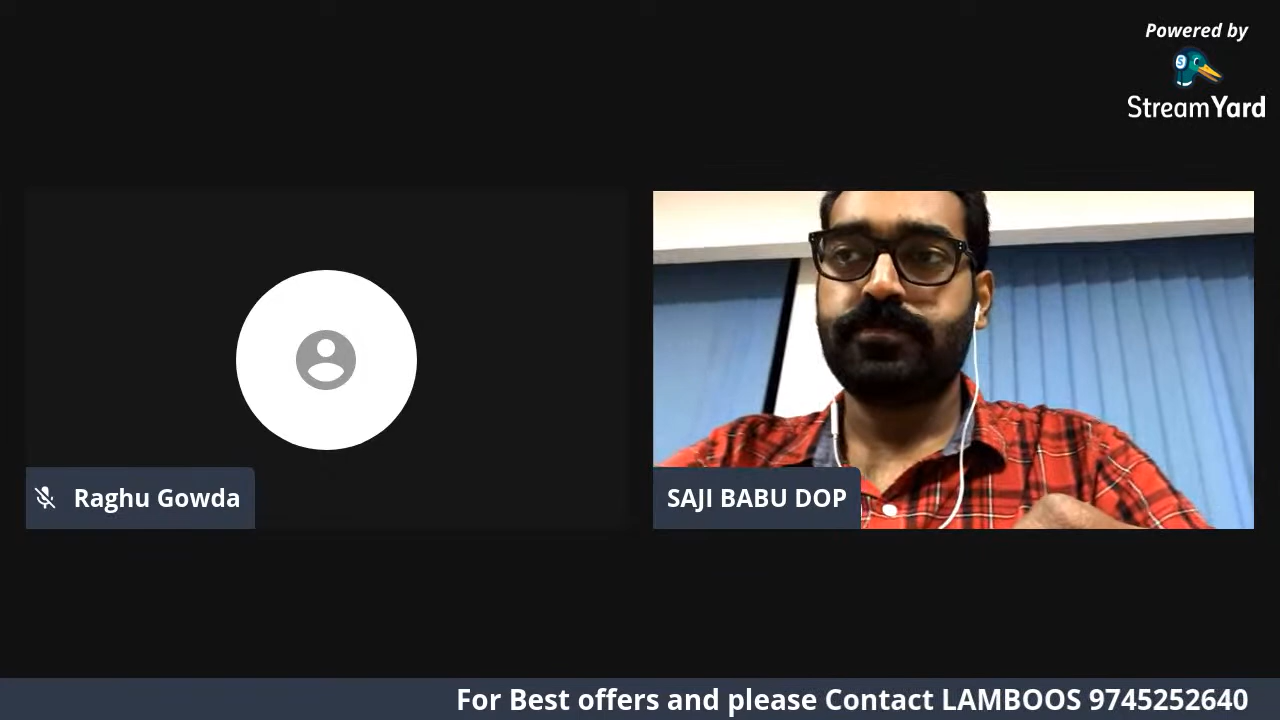 Powered by
StreamYard
Raghu Gowda
SAJI BABU DOP
For Best offers and please Contact LAMBOOS 9745252640